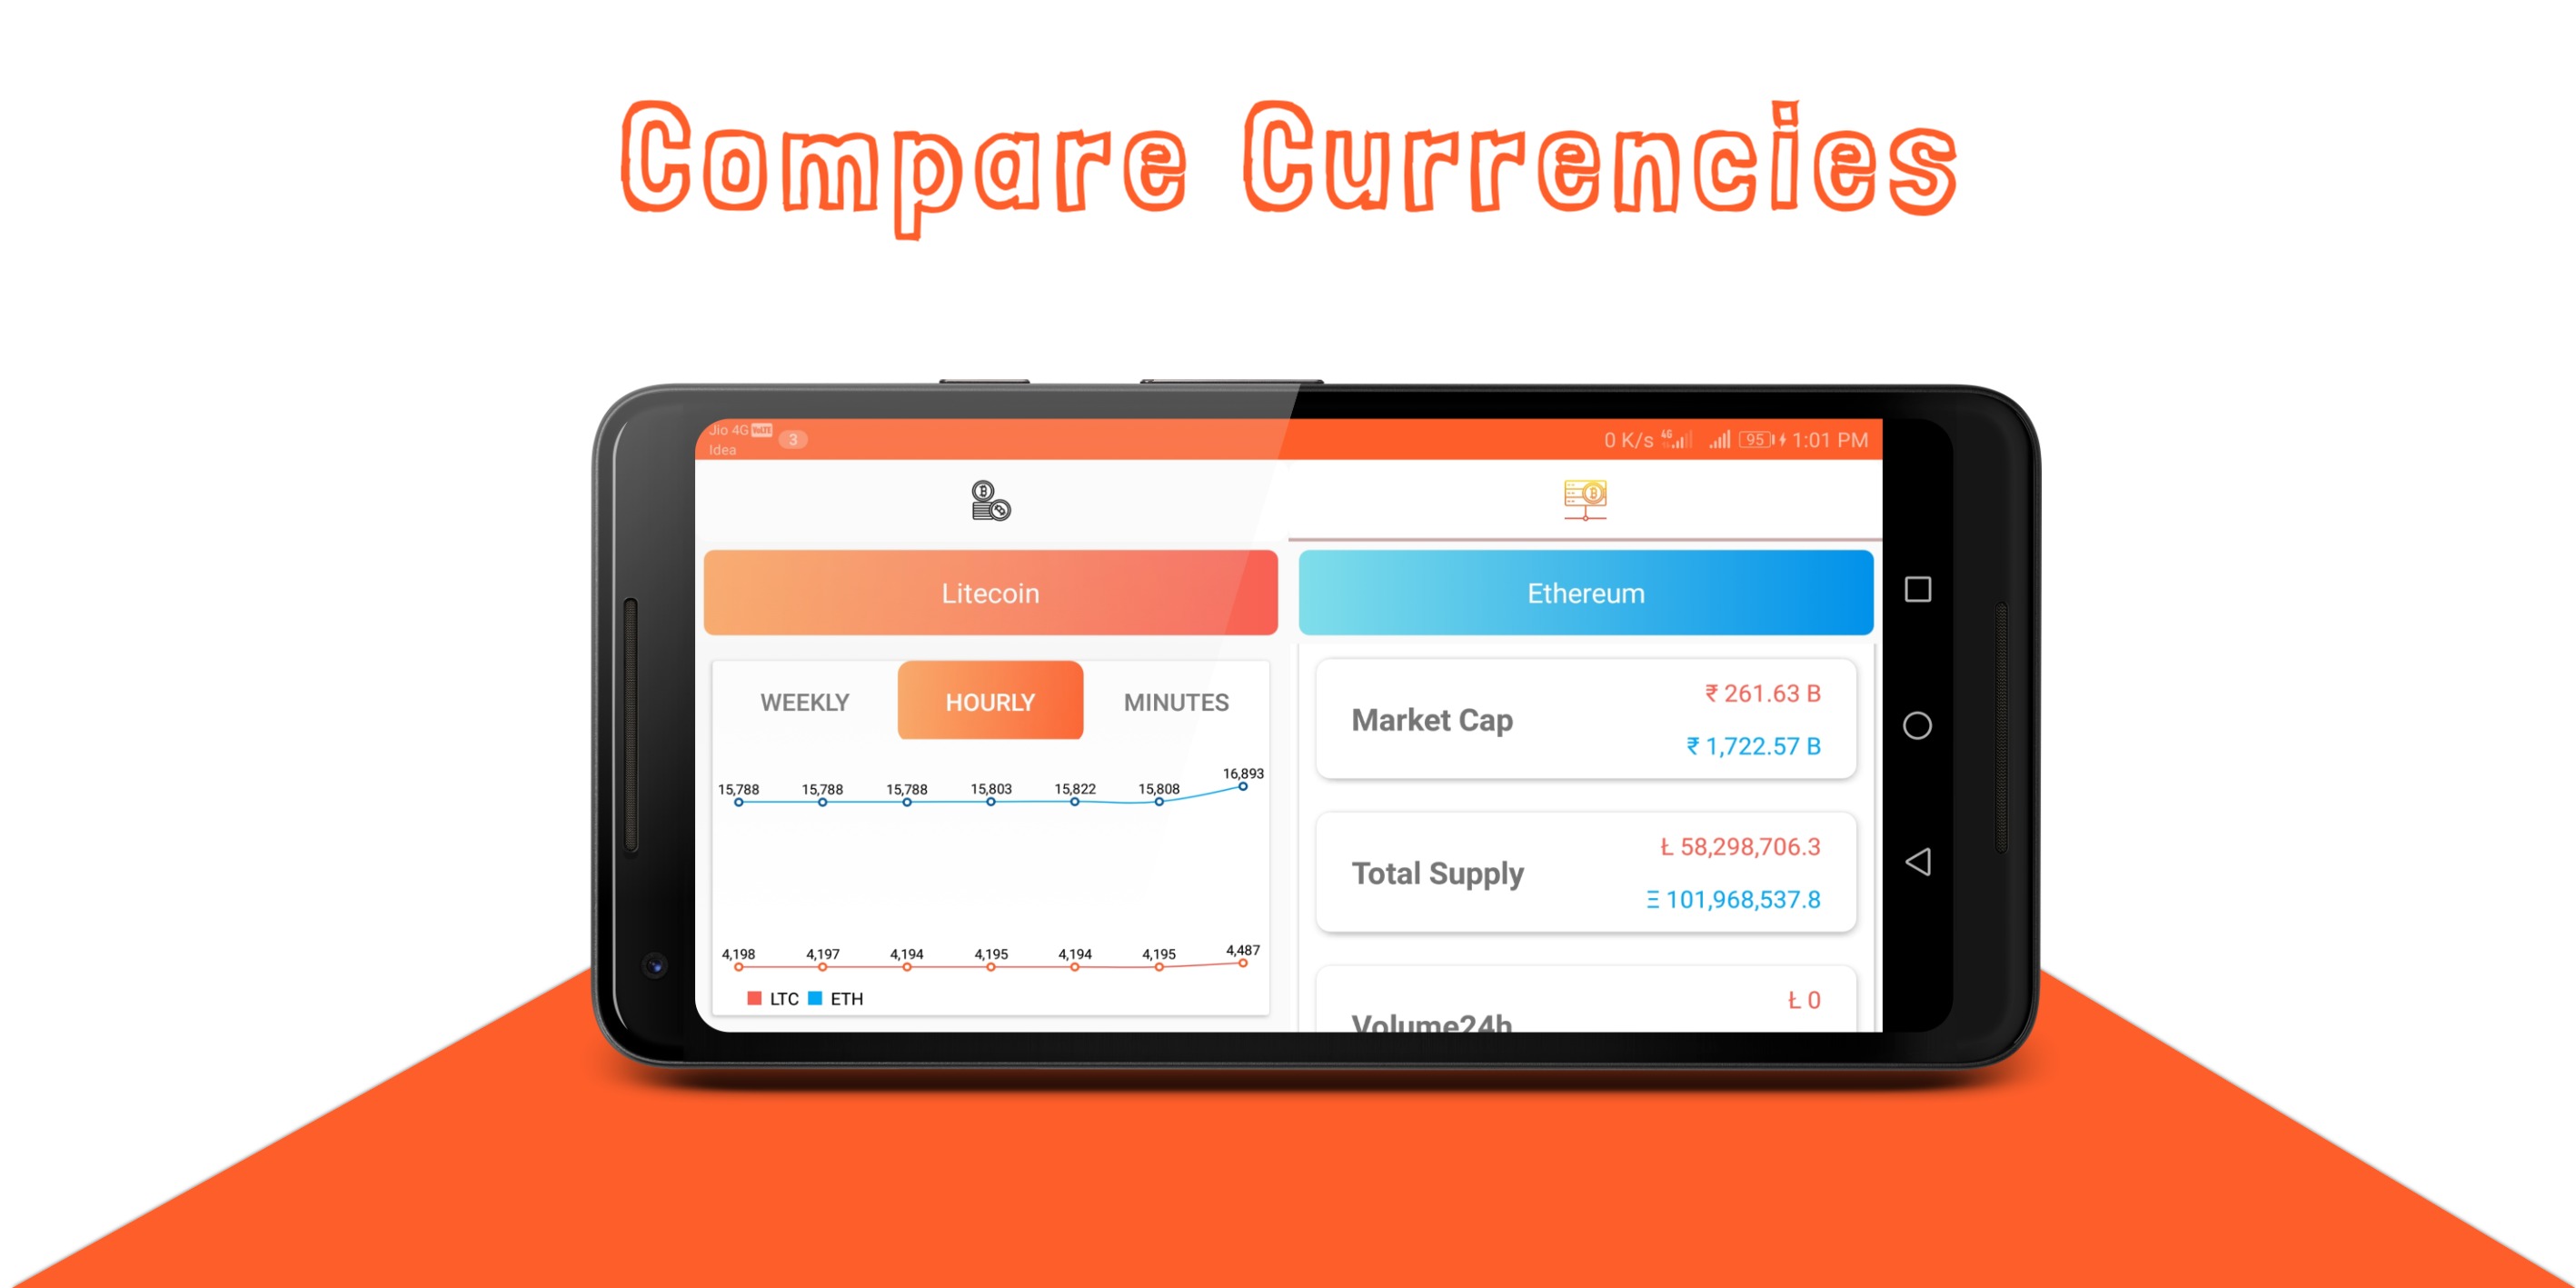 Compare Currencies
Jio 4G VoLTE
Idea
3
0 K/s 4G 95 1:01 PM
Litecoin
Ethereum
WEEKLY HOURLY MINUTES
15,788 15,788 15,788 15,803 15,822 15,808 16,893
4,198 4,197 4,194 4,195 4,194 4,195 4,487
LTC ETH
Market Cap
₹ 261.63 B
₹ 1,722.57 B
Total Supply
Ł 58,298,706.3
Ξ 101,968,537.8
Volume24h
Ł 0